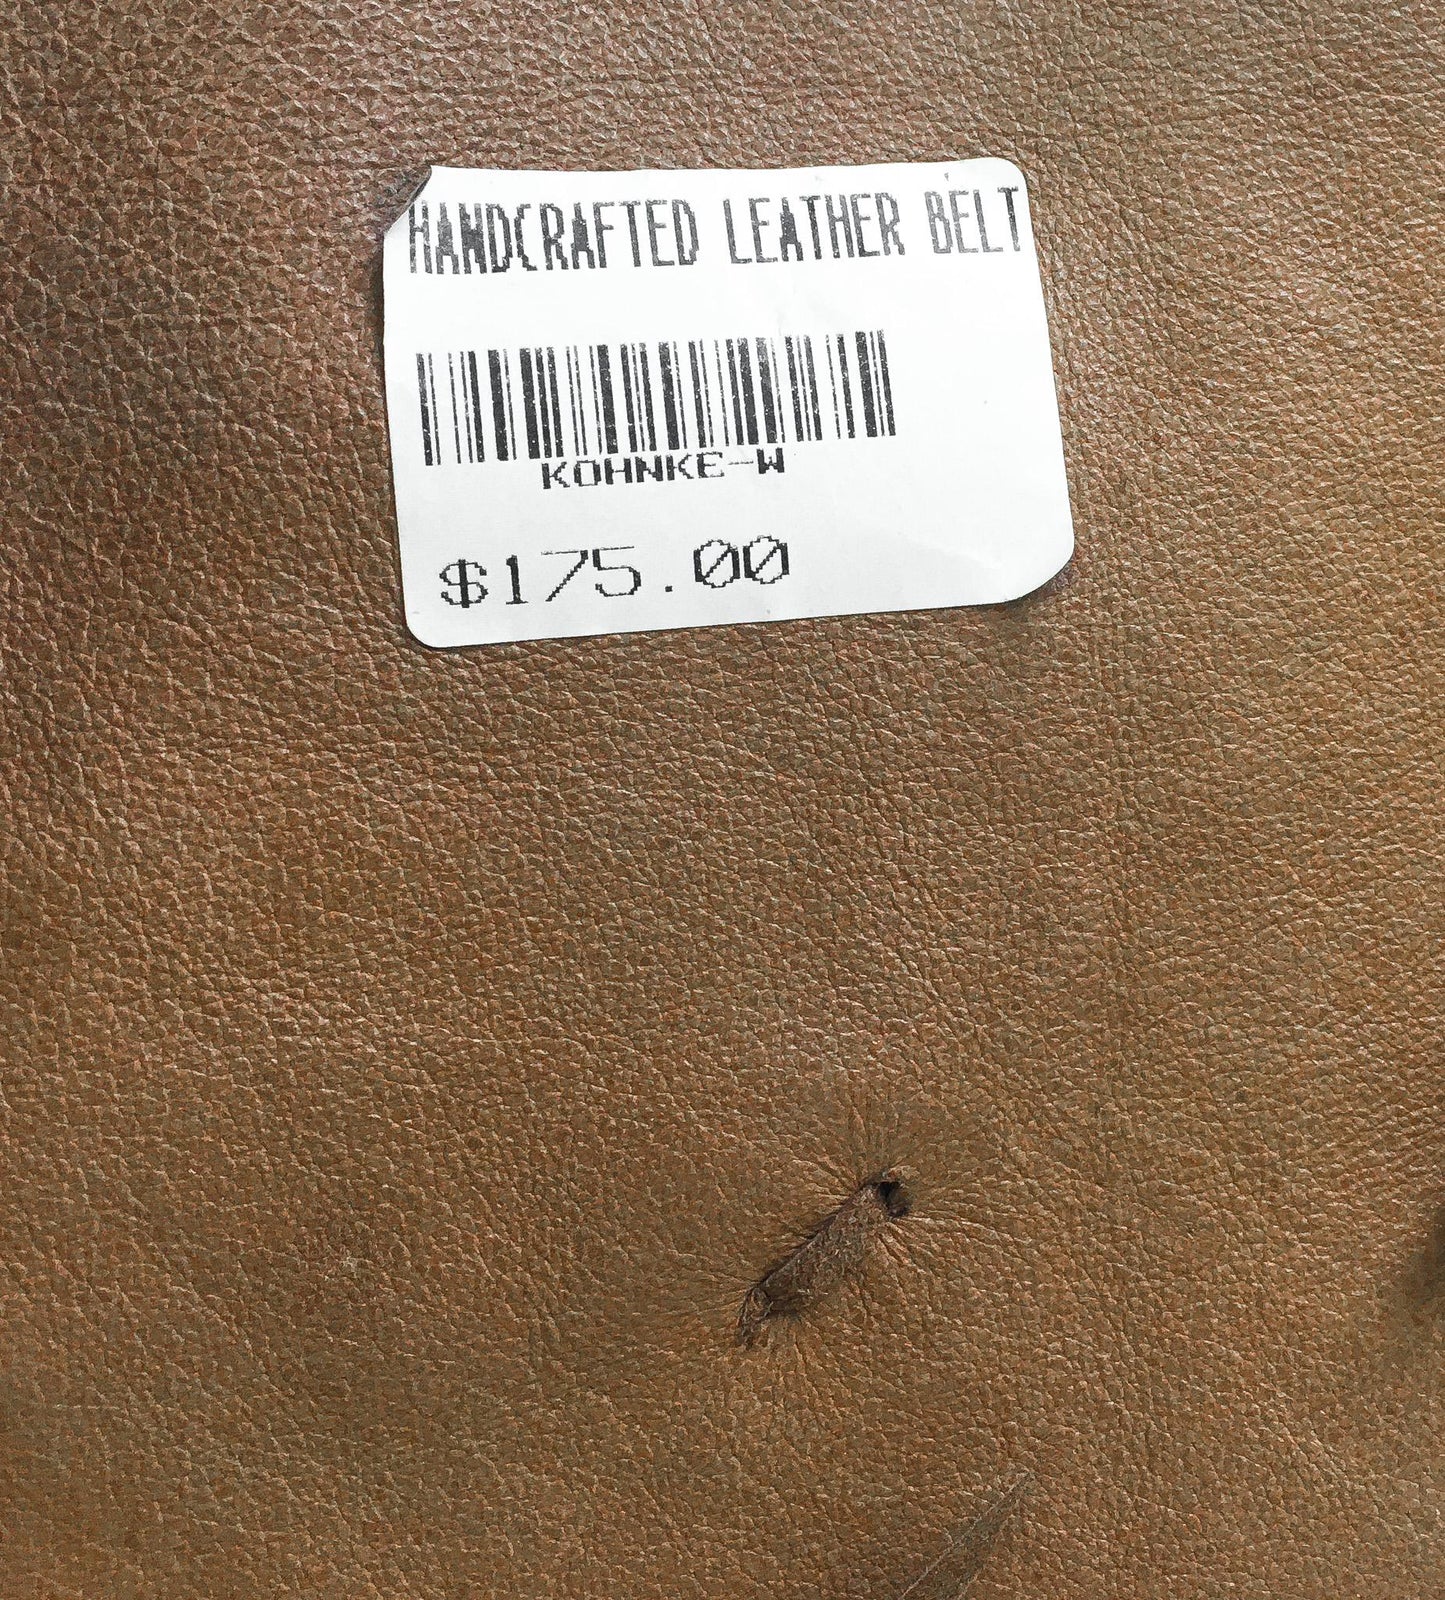 HANDCRAFTED LEATHER BELT
KOHNKE-W
$175.00